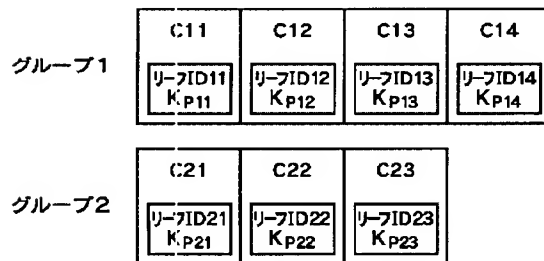 C11 C12 C13 C14
グループ1
リーフID11 リーフID12 リーフID13 リーフID14
KP11 KP12 KP13 KP14
C21 C22 C23
グループ2
リーフID21 リーフID22 リーフID23
KP21 KP22 KP23